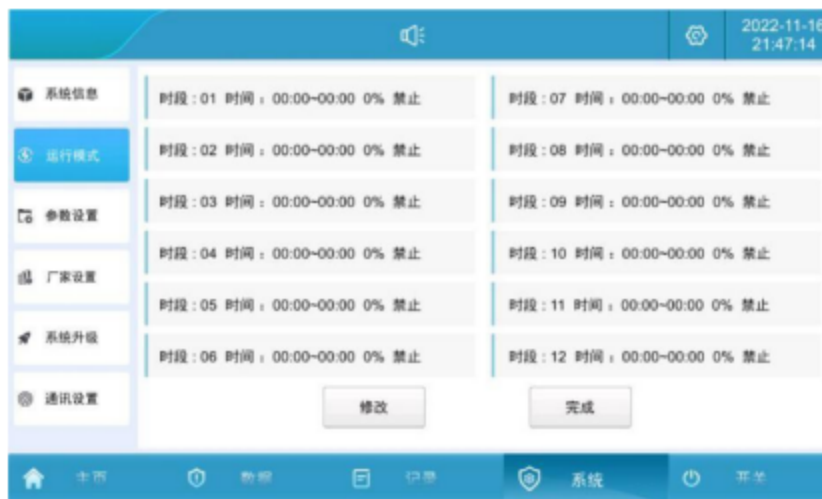 2022-11-16
21:47:14
系统信息
运行模式
参数设置
厂家设置
系统升级
通讯设置
时段：01 时间：00:00~00:00 0% 禁止
时段：02 时间：00:00~00:00 0% 禁止
时段：03 时间：00:00~00:00 0% 禁止
时段：04 时间：00:00~00:00 0% 禁止
时段：05 时间：00:00~00:00 0% 禁止
时段：06 时间：00:00~00:00 0% 禁止
时段：07 时间：00:00~00:00 0% 禁止
时段：08 时间：00:00~00:00 0% 禁止
时段：09 时间：00:00~00:00 0% 禁止
时段：10 时间：00:00~00:00 0% 禁止
时段：11 时间：00:00~00:00 0% 禁止
时段：12 时间：00:00~00:00 0% 禁止
修改
完成
主页
数据
记录
系统
开关